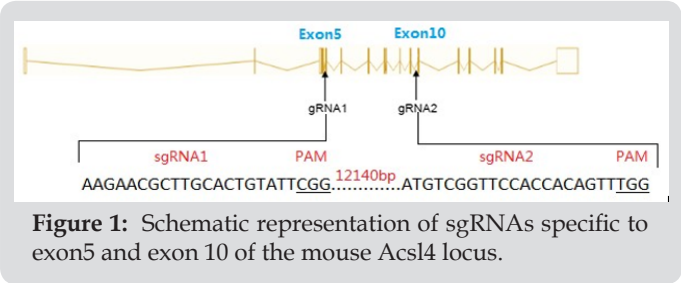 Exon5 Exon10
gRNA1 gRNA2
sgRNA1 PAM sgRNA2 PAM
12140bp
AAGAACGCTTGCACTGTATTCGG............ATGTCGGTTCCACCACAGTTTGG
Figure 1: Schematic representation of sgRNAs specific to
exon5 and exon 10 of the mouse Acsl4 locus.